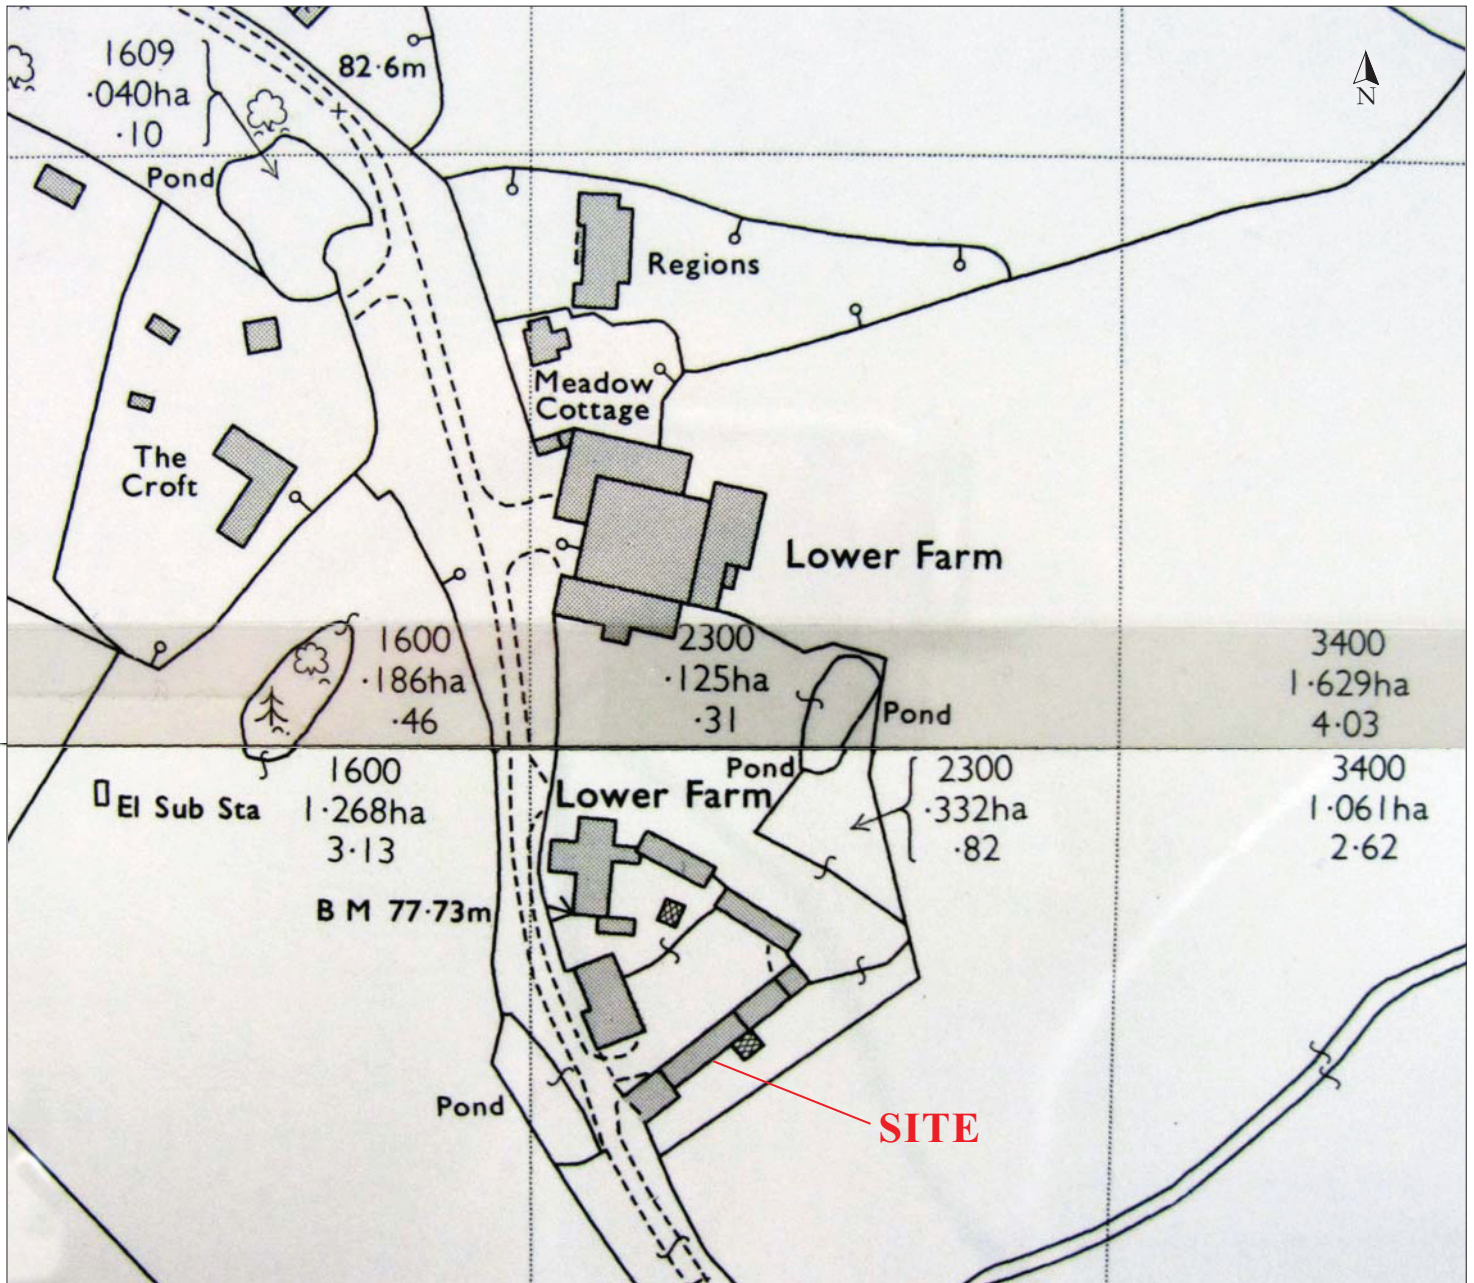 1609
·040ha
·10
82·6m
N
Pond
Regions
Meadow
Cottage
The
Croft
Lower Farm
1600
·186ha
·46
2300
·125ha
·31
3400
1·629ha
4·03
Pond
Pond
El Sub Sta
1600
1·268ha
3·13
Lower Farm
2300
·332ha
·82
3400
1·061ha
2·62
B M 77·73m
Pond
SITE